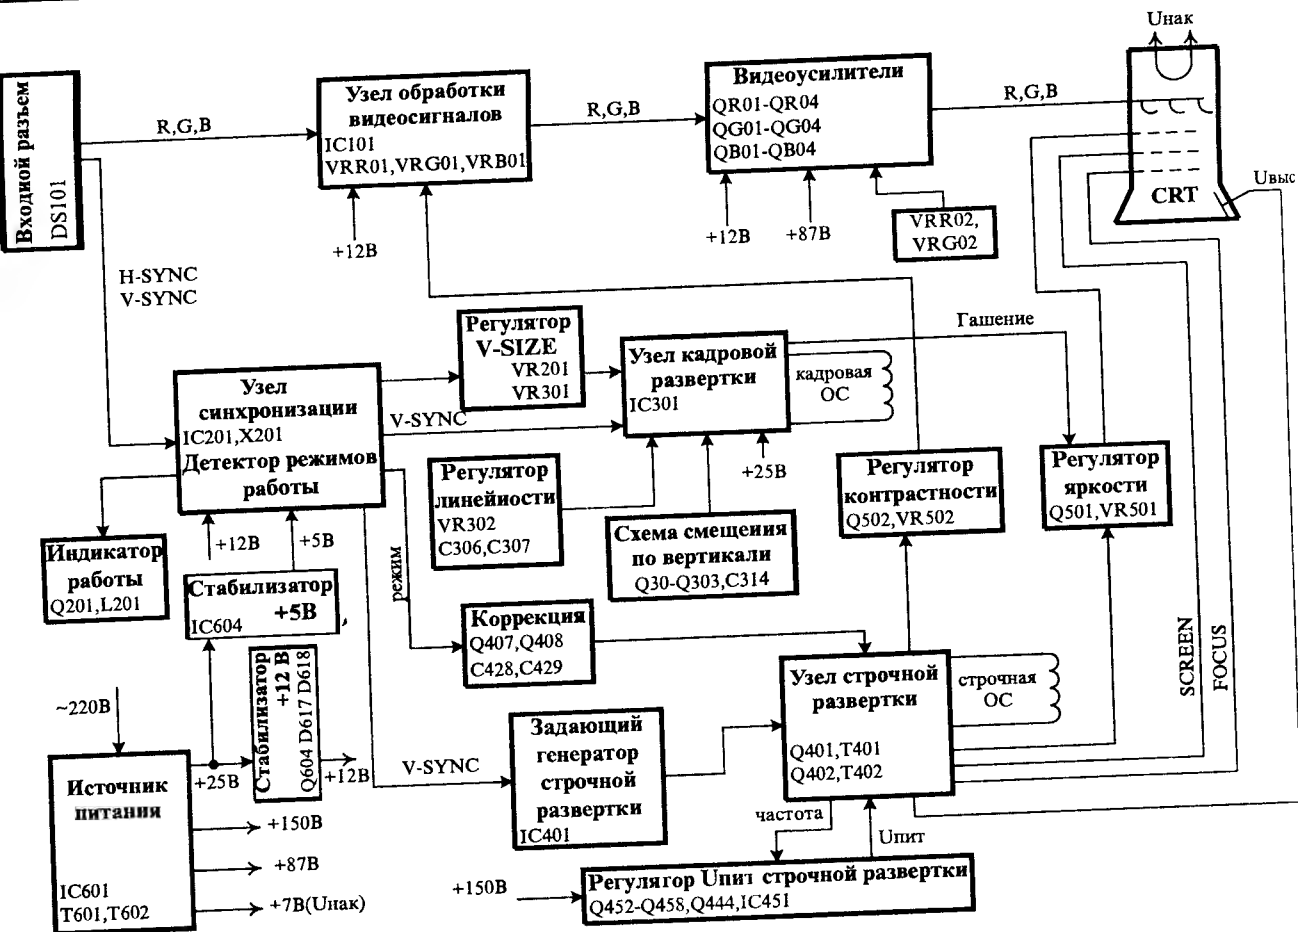 Uнак
Входной разъем
DS101
R,G,B
H-SYNC
V-SYNC
Узел обработки
видеосигналов
IC101
VRR01,VRG01,VRB01
+12В
R,G,B
Видеоусилители
QR01-QR04
QG01-QG04
QB01-QB04
+12В
+87В
VRR02,
VRG02
R,G,B
CRT
Uвыс
Регулятор
V-SIZE
VR201
VR301
Узел кадровой
развертки
IC301
кадровая
ОС
Гашение
Узел
синхронизации
IC201,X201
Детектор режимов
работы
V-SYNC
+12В
+5В
режим
Регулятор
линейиости
VR302
C306,C307
+25В
Схема смещеиия
по вертикали
Q30-Q303,C314
Регулятор
контрастности
Q502,VR502
Регулятор
яркости
Q501,VR501
Индикатор
работы
Q201,L201
Стабилизатор
+5В
IC604
Коррекция
Q407,Q408
C428,C429
Стабилизатор
+12 В
Q604 D617 D618
+12В
~220В
+25В
Источник
питания
IC601
T601,T602
+150В
+87В
+7В(Uнак)
V-SYNC
Задающий
генератор
строчной
развертки
IC401
Узел строчной
развертки
Q401,T401
Q402,T402
строчная
ОС
SCREEN
FOCUS
частота
Uпит
+150В
Регулятор Uпит строчной развертки
Q452-Q458,Q444,IC451